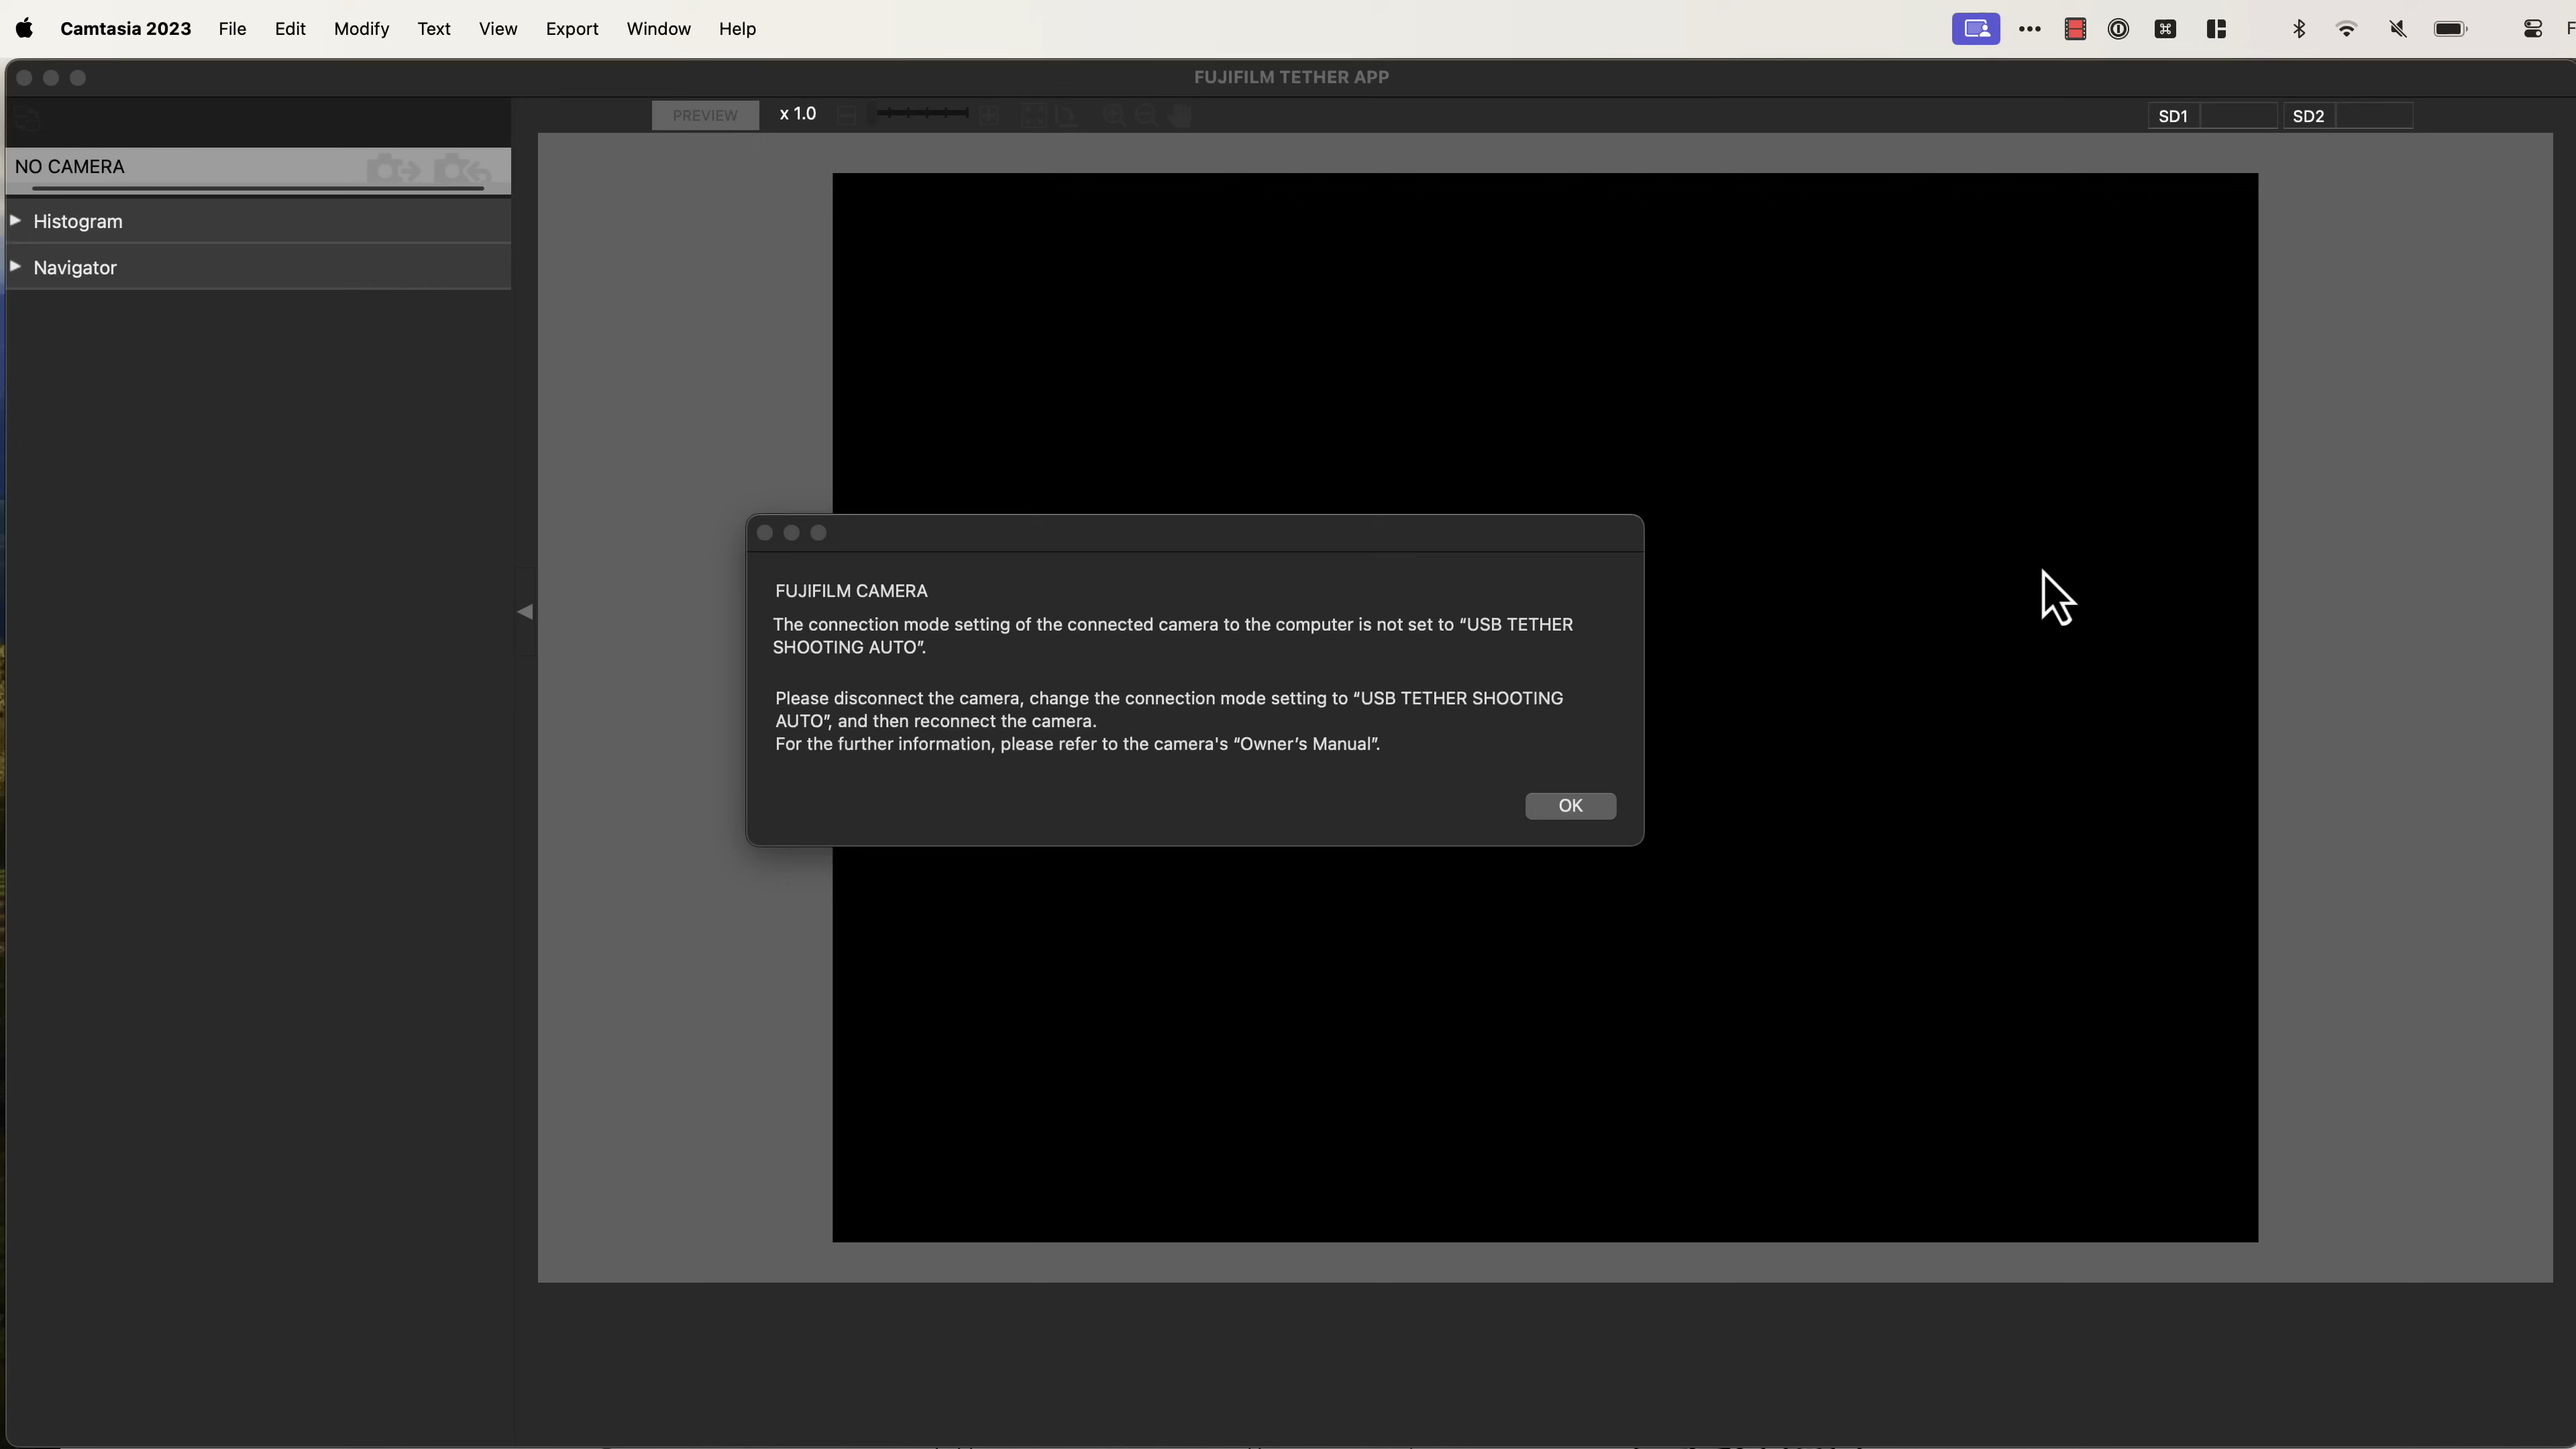 Camtasia 2023 File Edit Modify Text View Export Window Help
FUJIFILM TETHER APP
PREVIEW x 1.0 SD1 SD2
NO CAMERA
Histogram
Navigator
FUJIFILM CAMERA
The connection mode setting of the connected camera to the computer is not set to “USB TETHER
SHOOTING AUTO”.
Please disconnect the camera, change the connection mode setting to “USB TETHER SHOOTING
AUTO”, and then reconnect the camera.
For the further information, please refer to the camera's “Owner’s Manual”.
OK